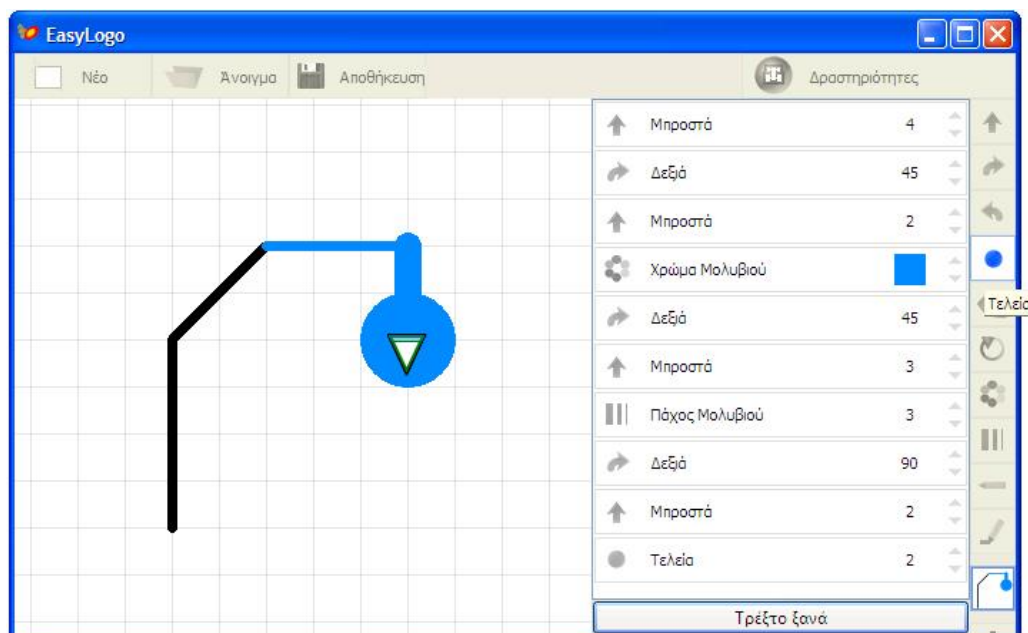 EasyLogo
Νέο Άνοιγμα Αποθήκευση Δραστηριότητες
Μπροστά 4
Δεξιά 45
Μπροστά 2
Χρώμα Μολυβιού
Δεξιά 45
Μπροστά 3
Πάχος Μολυβιού 3
Δεξιά 90
Μπροστά 2
Τελεία 2
Τελεία
Τρέξτο ξανά